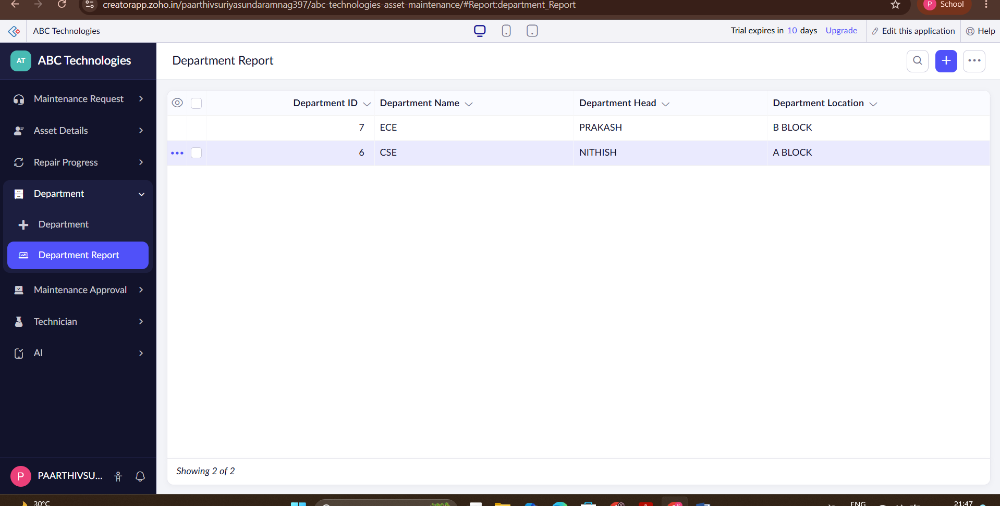 creatorapp.zoho.in/paarthivsuriyasundaramnag397/abc-technologies-asset-maintenance/#Report:department_Report
P School
ABC Technologies
Trial expires in 10 days Upgrade
Edit this application
Help
AT ABC Technologies
Department Report
Maintenance Request
Asset Details
Repair Progress
Department
Department
Department Report
Maintenance Approval
Technician
AI
Department ID Department Name Department Head Department Location
7 ECE PRAKASH B BLOCK
6 CSE NITHISH A BLOCK
Showing 2 of 2
P PAARTHIVSU...
30°C
ENG
21:47